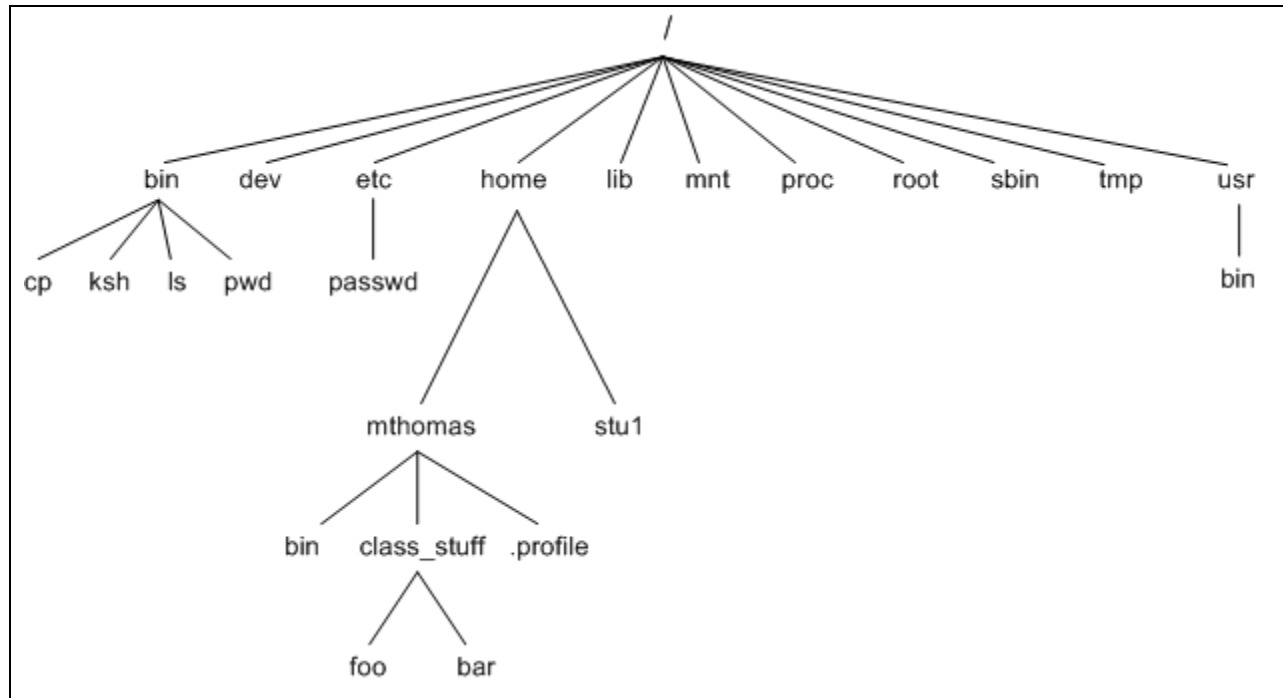 /
bin dev etc home lib mnt proc root sbin tmp usr
cp ksh ls pwd passwd bin
mthomas stu1
bin class_stuff .profile
foo bar